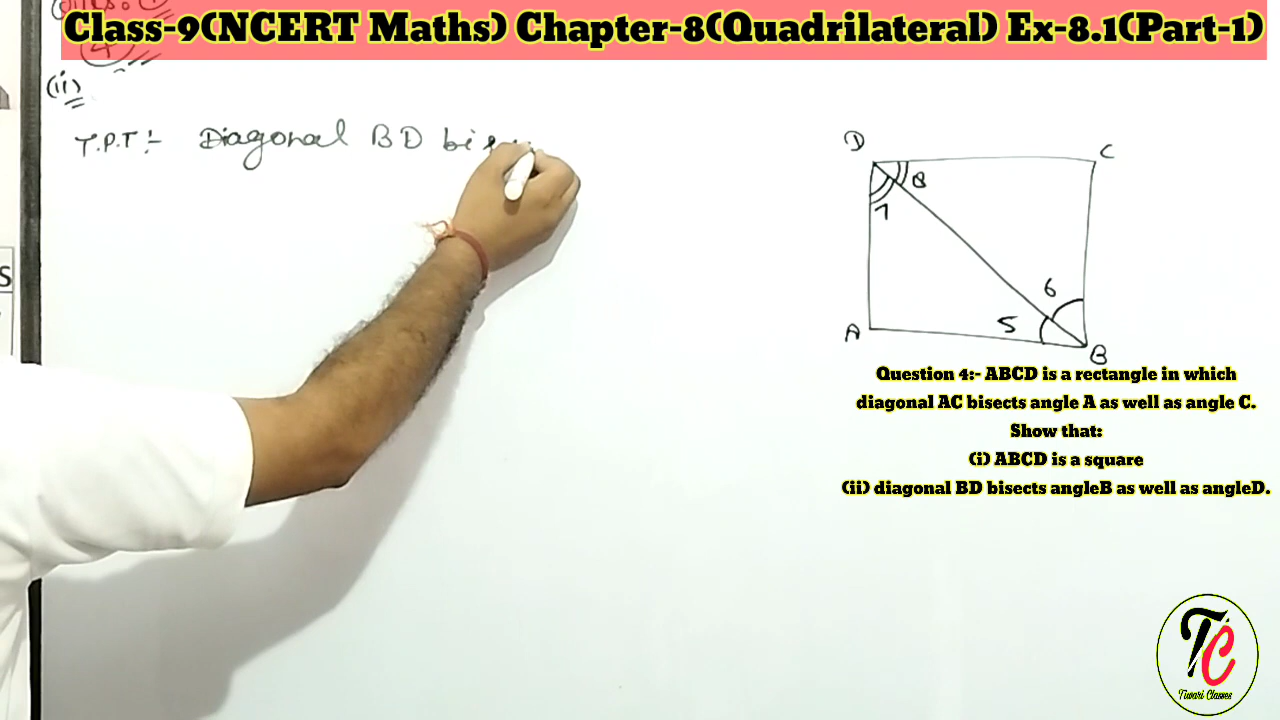 Class-9(NCERT Maths) Chapter-8(Quadrilateral) Ex-8.1(Part-1)
(ii)
T.P.T:- Diagonal BD
D
C
8
7
6
5
A
B
Question 4:- ABCD is a rectangle in which
diagonal AC bisects angle A as well as angle C.
Show that:
(i) ABCD is a square
(ii) diagonal BD bisects angleB as well as angleD.
S
TC
Tiwari Classes